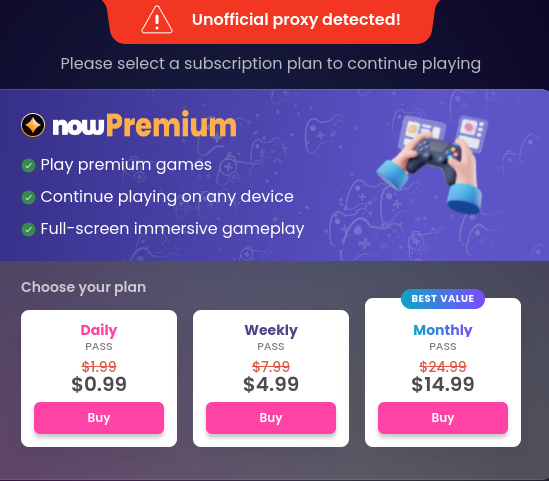 Unofficial proxy detected!
Please select a subscription plan to continue playing
nowPremium
Play premium games
Continue playing on any device
Full-screen immersive gameplay
Choose your plan
BEST VALUE
Daily
PASS
$1.99
$0.99
Buy
Weekly
PASS
$7.99
$4.99
Buy
Monthly
PASS
$24.99
$14.99
Buy